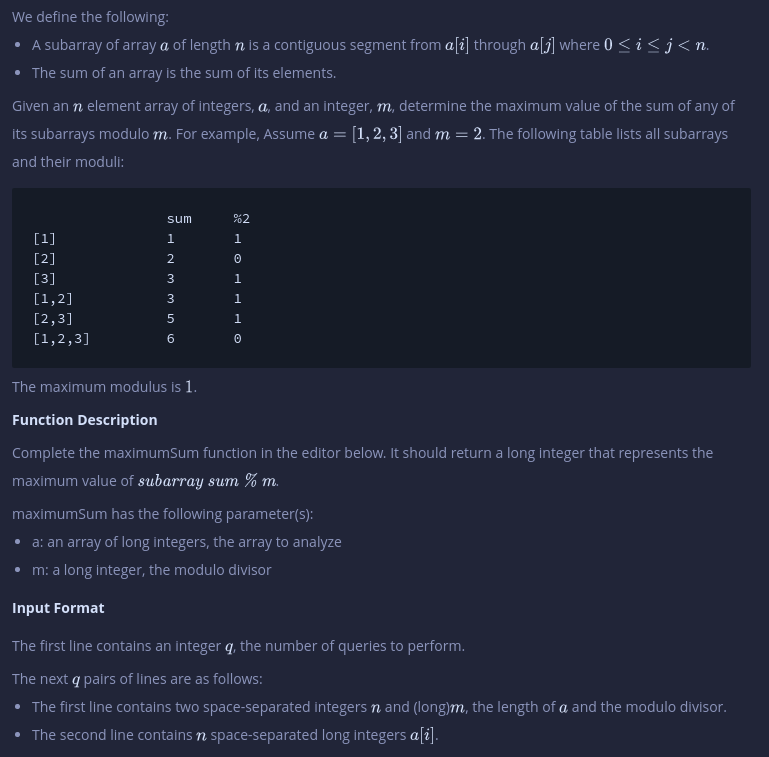 We define the following:
• A subarray of array a of length n is a contiguous segment from a[i] through a[j] where 0 ≤ i ≤ j < n.
• The sum of an array is the sum of its elements.
Given an n element array of integers, a, and an integer, m, determine the maximum value of the sum of any of
its subarrays modulo m. For example, Assume a = [1, 2, 3] and m = 2. The following table lists all subarrays
and their moduli:
sum %2
[1] 1 1
[2] 2 0
[3] 3 1
[1,2] 3 1
[2,3] 5 1
[1,2,3] 6 0
The maximum modulus is 1.
Function Description
Complete the maximumSum function in the editor below. It should return a long integer that represents the
maximum value of subarray sum % m.
maximumSum has the following parameter(s):
• a: an array of long integers, the array to analyze
• m: a long integer, the modulo divisor
Input Format
The first line contains an integer q, the number of queries to perform.
The next q pairs of lines are as follows:
• The first line contains two space-separated integers n and (long)m, the length of a and the modulo divisor.
• The second line contains n space-separated long integers a[i].